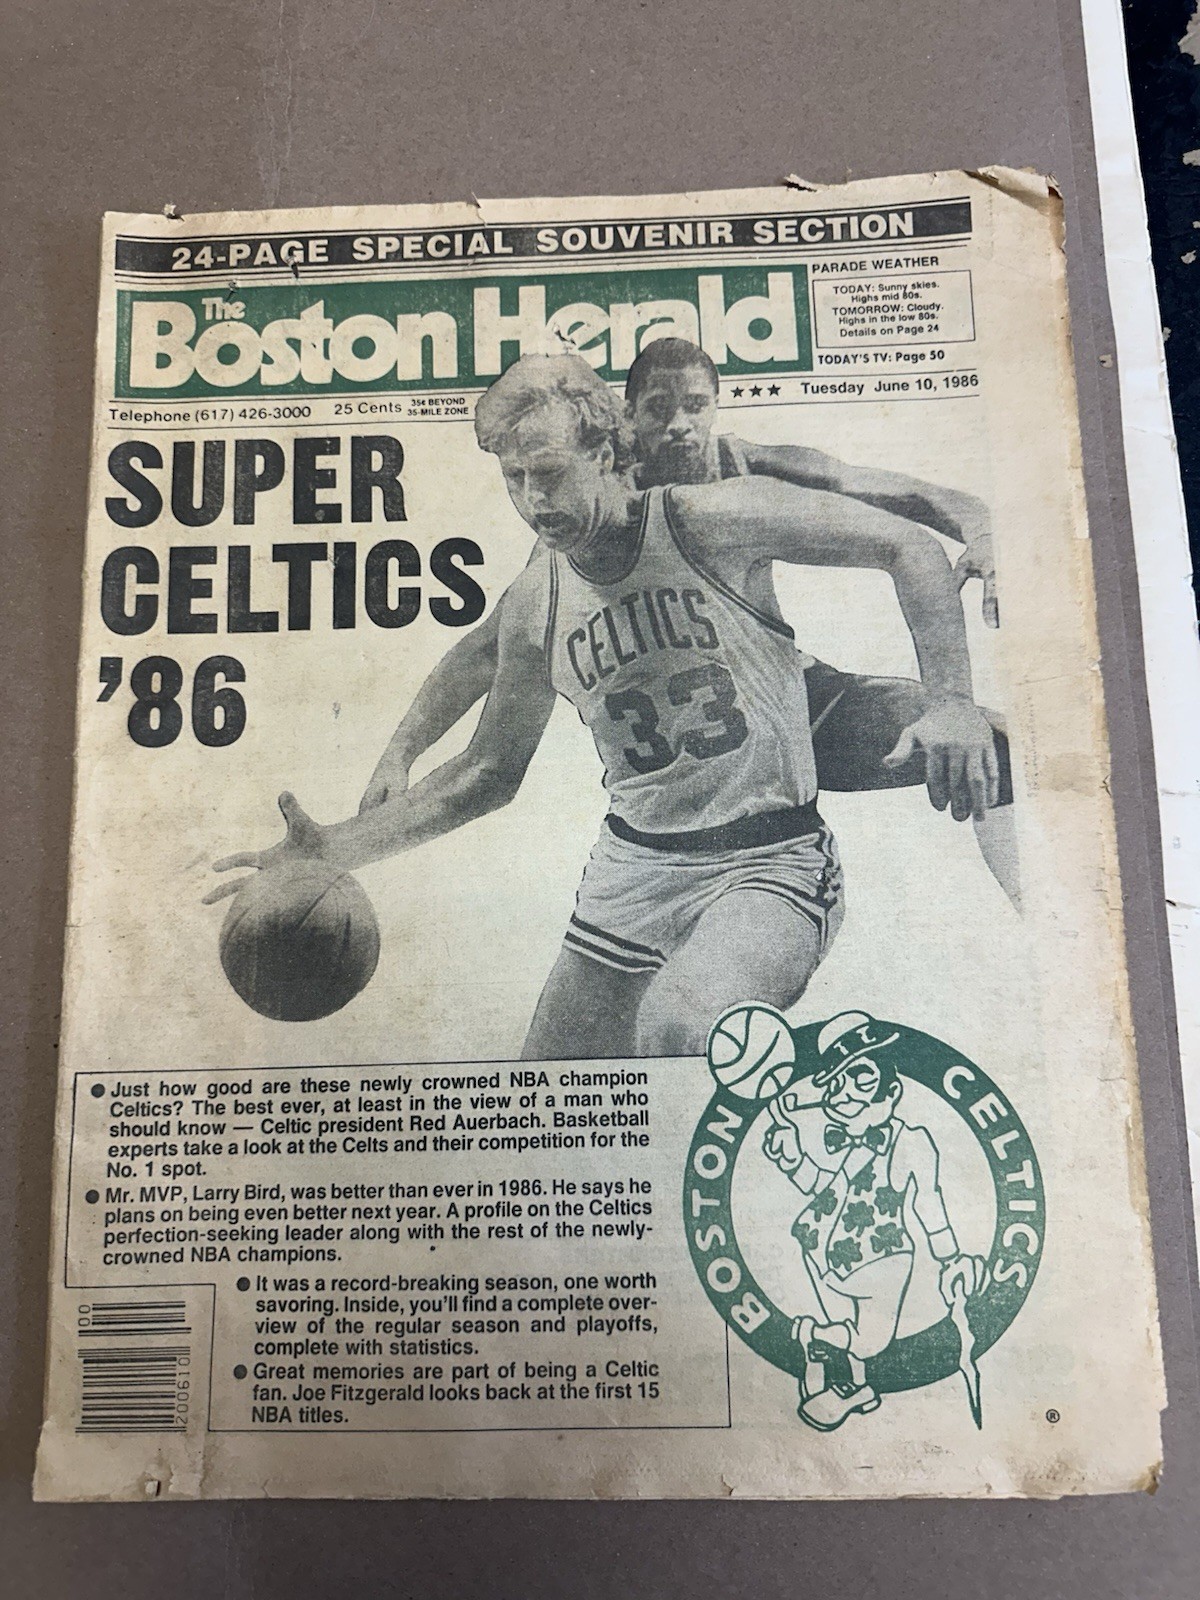 24-PAGE SPECIAL SOUVENIR SECTION
The
Boston Herald
PARADE WEATHER
TODAY: Sunny skies.
Highs mid 80s.
TOMORROW: Cloudy.
Highs in the low 80s.
Details on Page 24
TODAY'S TV: Page 50
Telephone (617) 426-3000 25 Cents 35¢ BEYOND
35-MILE ZONE
★★★ Tuesday June 10, 1986
SUPER
CELTICS
'86
CELTICS
33
● Just how good are these newly crowned NBA champion
Celtics? The best ever, at least in the view of a man who
should know — Celtic president Red Auerbach. Basketball
experts take a look at the Celts and their competition for the
No. 1 spot.
● Mr. MVP, Larry Bird, was better than ever in 1986. He says he
plans on being even better next year. A profile on the Celtics
perfection-seeking leader along with the rest of the newly-
crowned NBA champions.
● It was a record-breaking season, one worth
savoring. Inside, you'll find a complete over-
view of the regular season and playoffs,
complete with statistics.
● Great memories are part of being a Celtic
fan. Joe Fitzgerald looks back at the first 15
NBA titles.
00
200610
BOSTON CELTICS
®